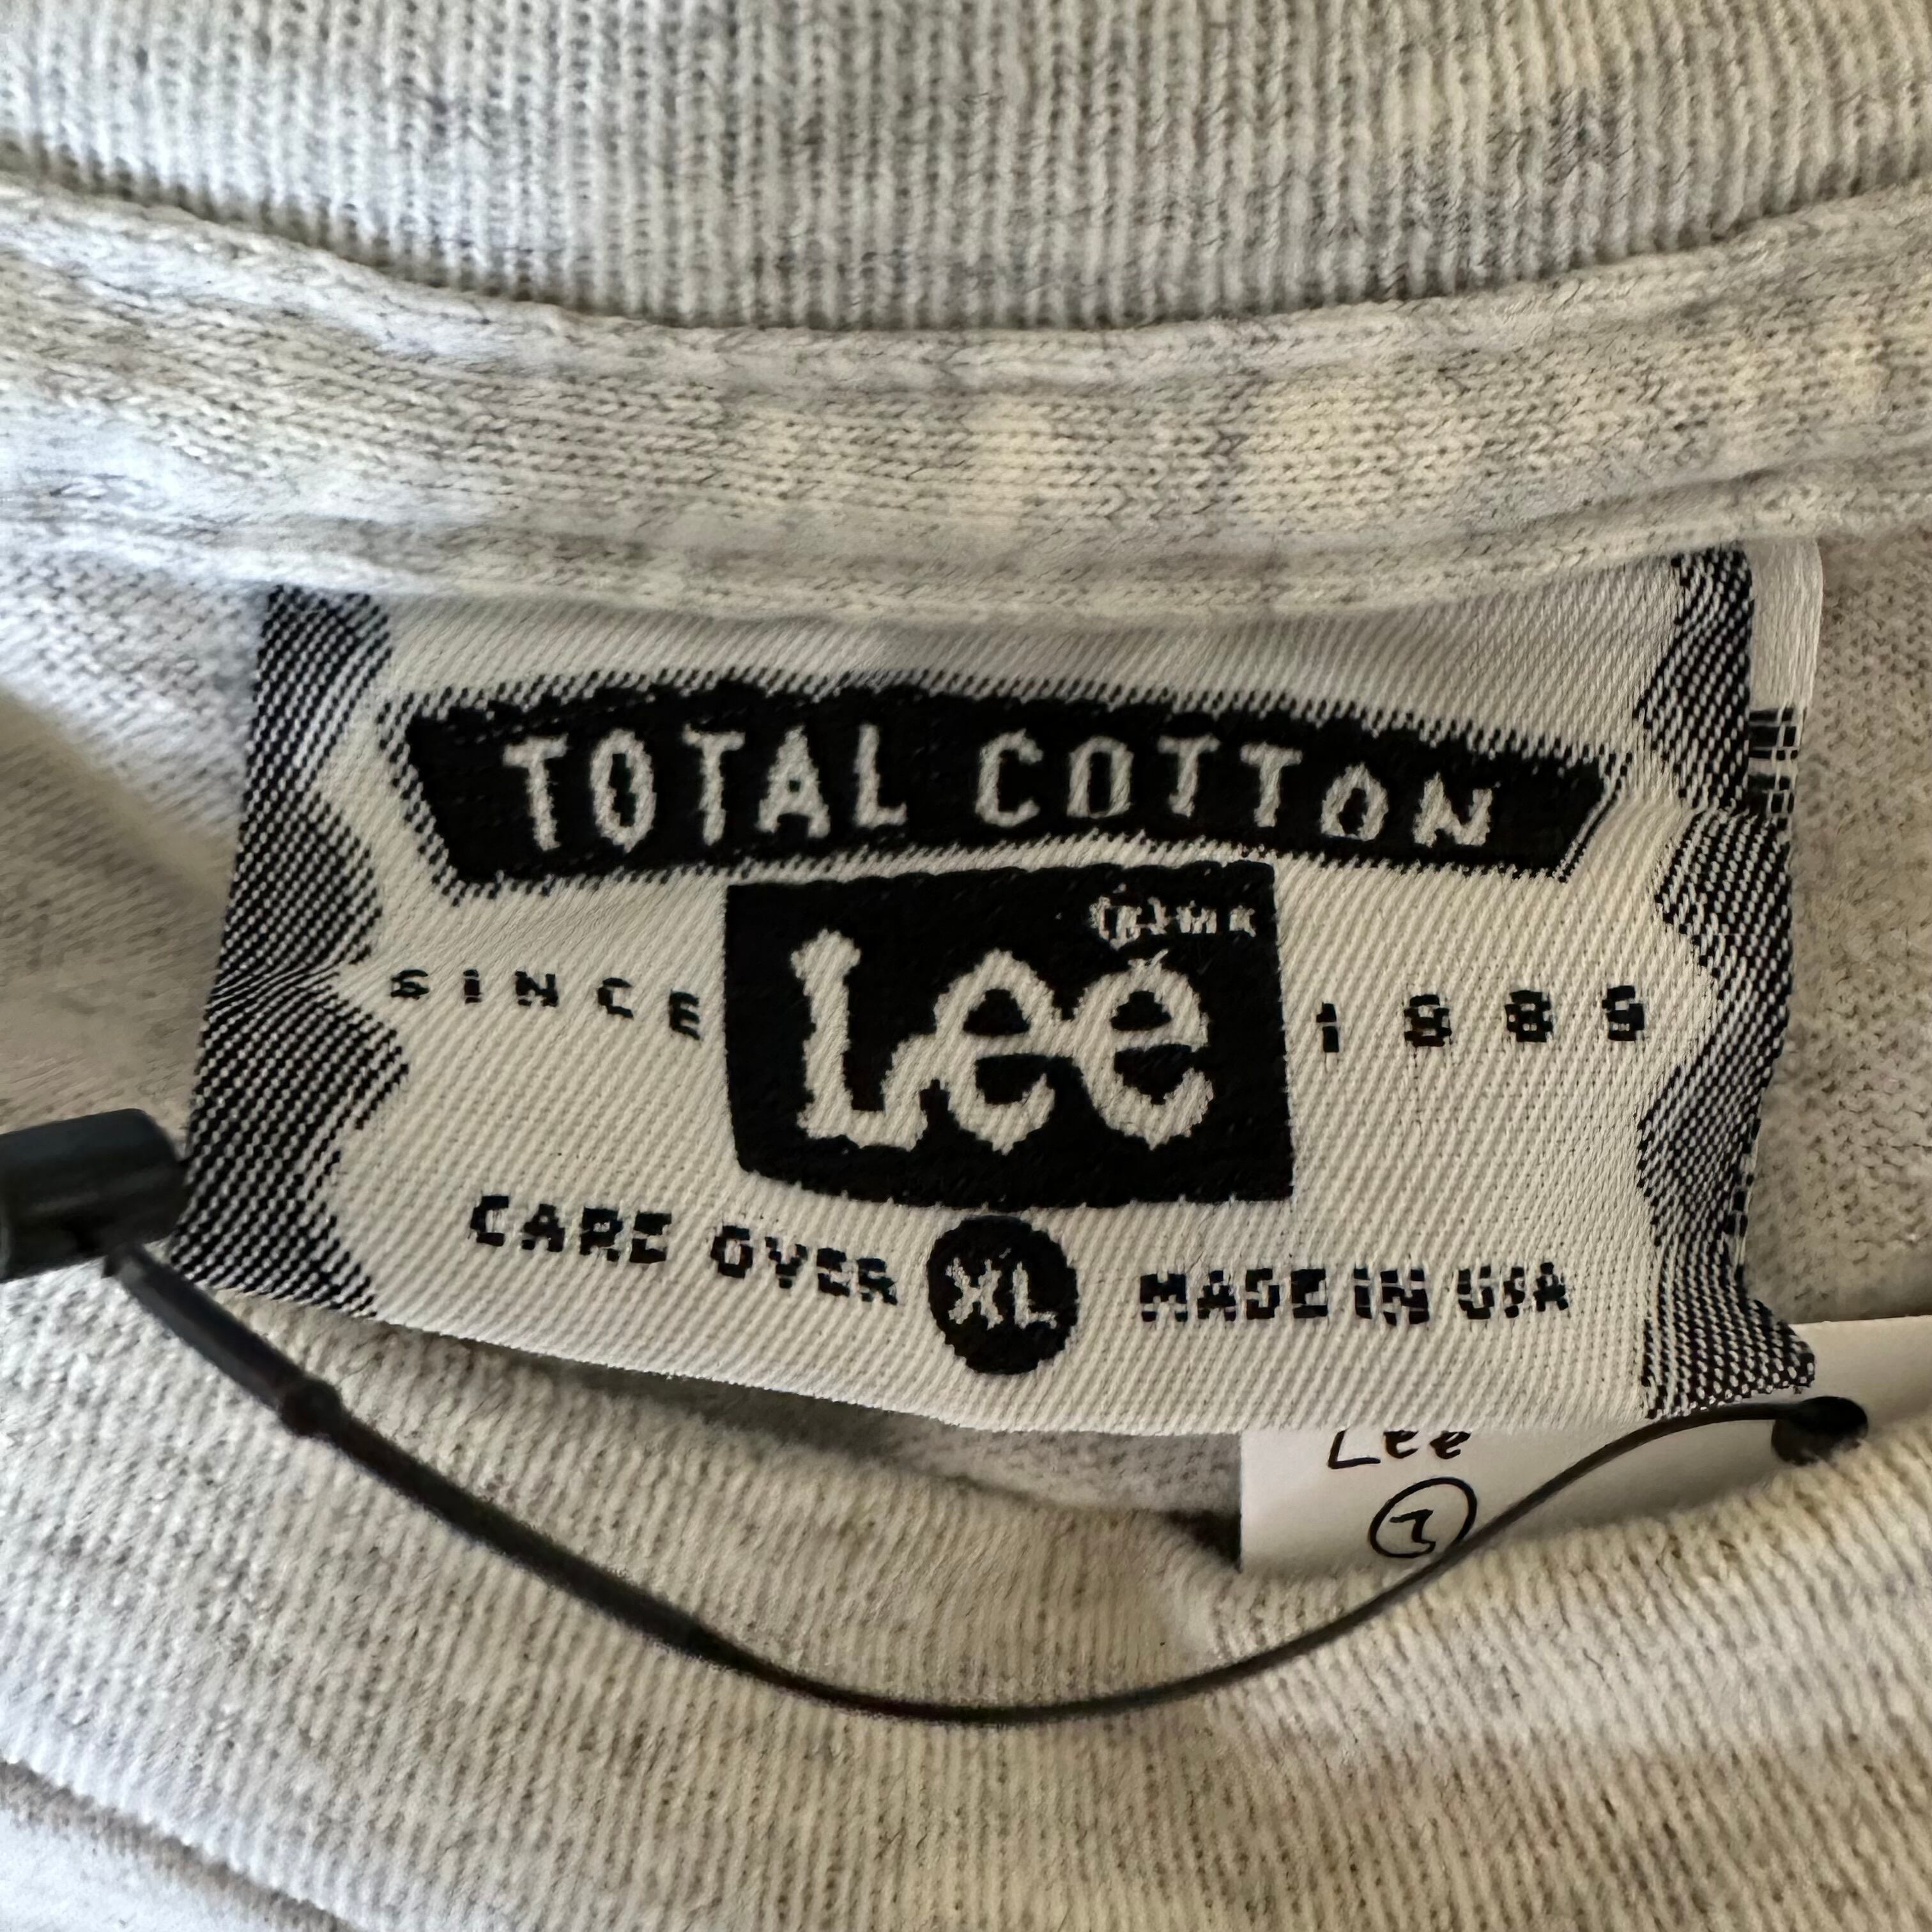 TOTAL COTTON
Lee
SINCE 1889
CARE OVER XL MADE IN USA
Lee